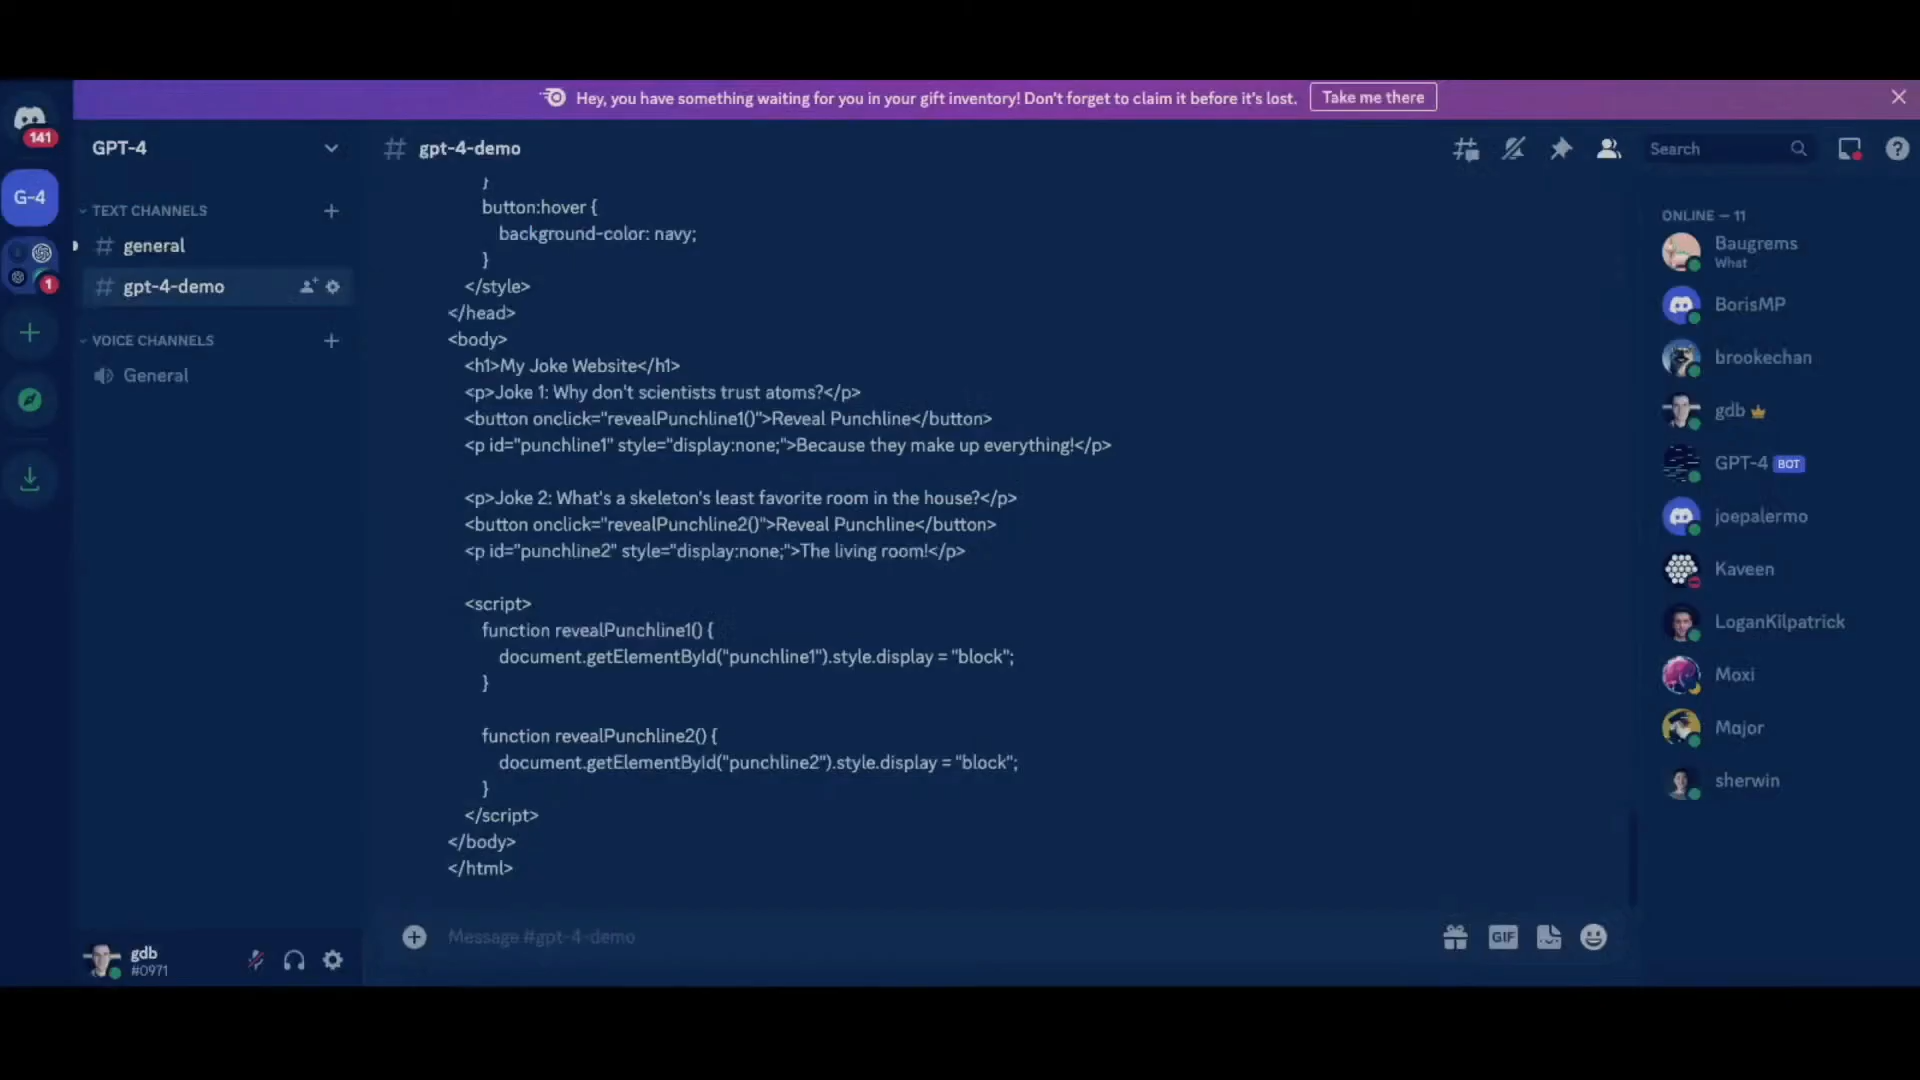 Hey, you have something waiting for you in your gift inventory! Don't forget to claim it before it's lost.
Take me there
141
GPT-4
G-4
1
TEXT CHANNELS
general
gpt-4-demo
VOICE CHANNELS
General
gdb
#0971
gpt-4-demo
Search
}
button:hover {
background-color: navy;
}
</style>
</head>
<body>
<h1>My Joke Website</h1>
<p>Joke 1: Why don't scientists trust atoms?</p>
<button onclick="revealPunchline1()">Reveal Punchline</button>
<p id="punchline1" style="display:none;">Because they make up everything!</p>
<p>Joke 2: What's a skeleton's least favorite room in the house?</p>
<button onclick="revealPunchline2()">Reveal Punchline</button>
<p id="punchline2" style="display:none;">The living room!</p>
<script>
function revealPunchline1() {
document.getElementById("punchline1").style.display = "block";
}
function revealPunchline2() {
document.getElementById("punchline2").style.display = "block";
}
</script>
</body>
</html>
Message #gpt-4-demo
GIF
ONLINE — 11
Baugrems
What
BorisMP
brookechan
gdb
GPT-4 BOT
joepalermo
Kaveen
LoganKilpatrick
Moxi
Major
sherwin